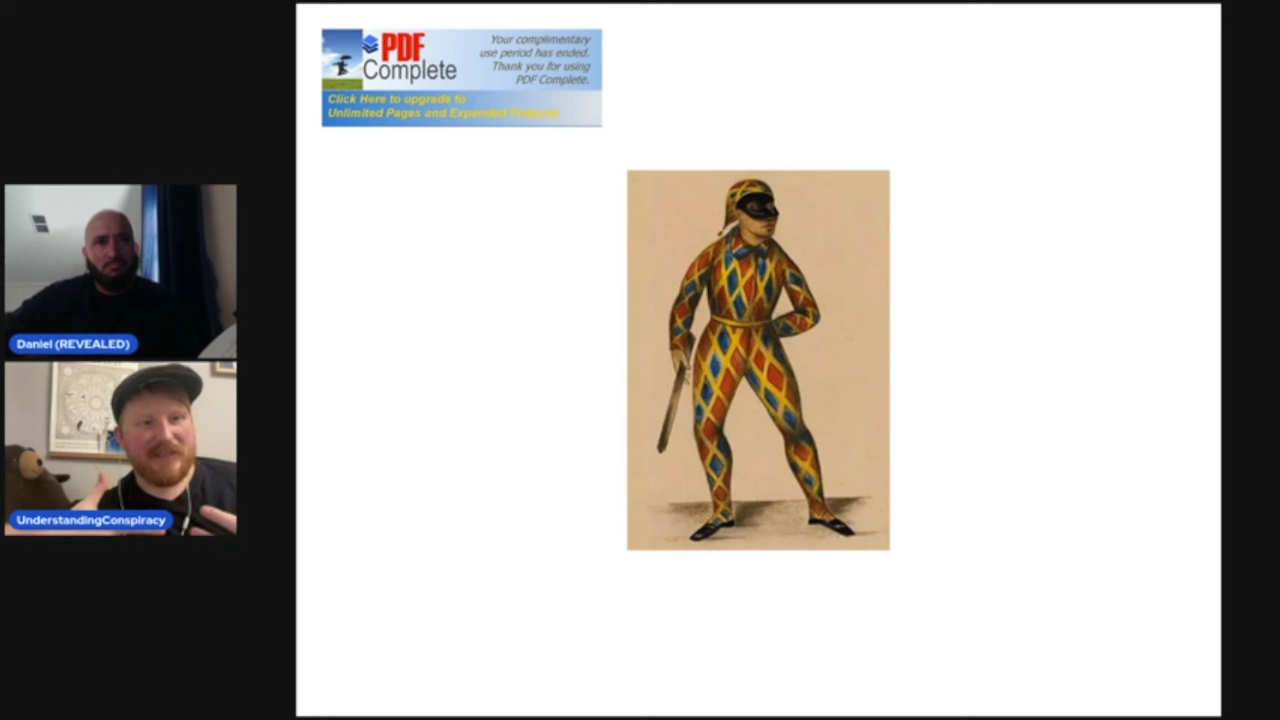 PDF
Complete
Your complimentary
use period has ended.
Thank you for using
PDF Complete.
Click Here to upgrade to
Unlimited Pages and Expanded Features
Daniel (REVEALED)
UnderstandingConspiracy